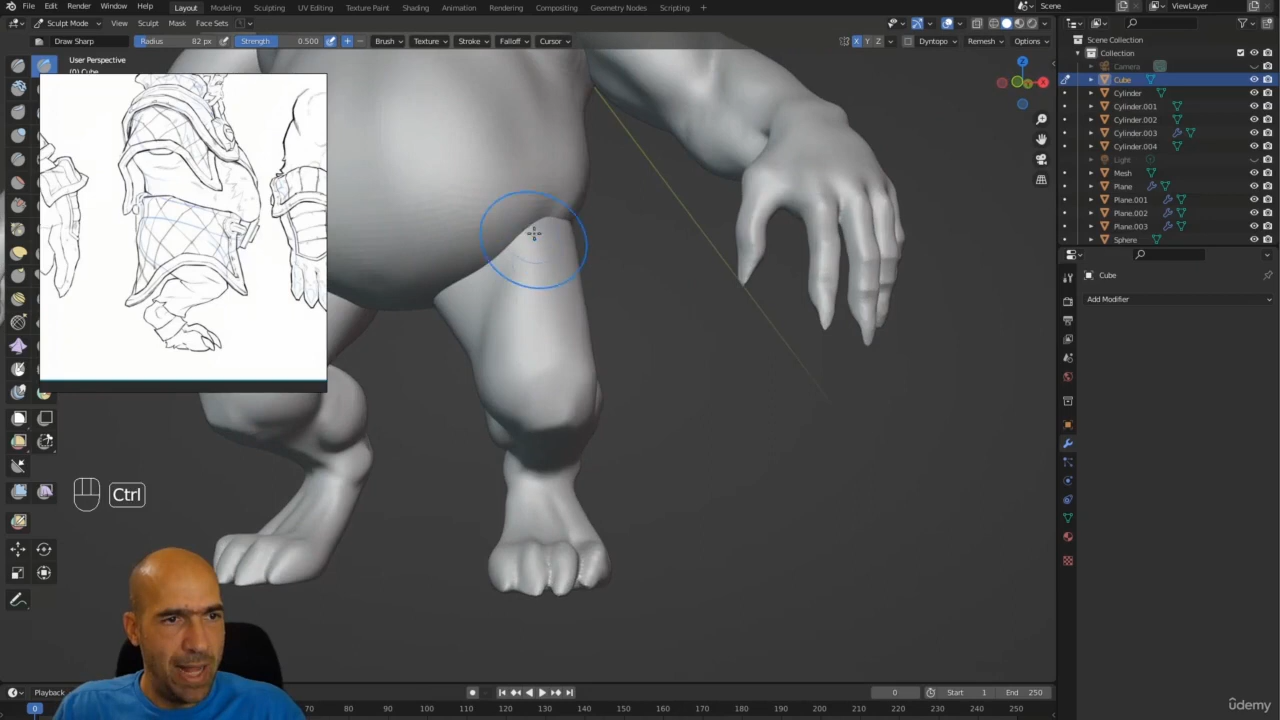 File Edit Render Window Help Layout Modeling Sculpting UV Editing Texture Paint Shading Animation Rendering Compositing Geometry Nodes Scripting + Scene ViewLayer
Sculpt Mode View Sculpt Mask Face Sets
Draw Sharp Radius 82 px Strength 0.500 Brush Texture Stroke Falloff Cursor X Y Z Dyntopo Remesh Options
User Perspective
(0) Cube
Scene Collection
Collection
Camera
Cube
Cylinder
Cylinder.001
Cylinder.002
Cylinder.003
Cylinder.004
Light
Mesh
Plane
Plane.001
Plane.002
Plane.003
Sphere
Cube
Add Modifier
Ctrl
Playback 0 Start 1 End 250
0 70 80 90 100 110 120 130 140 150 160 170 180 190 200 210 220 230 240 250
ûdemy